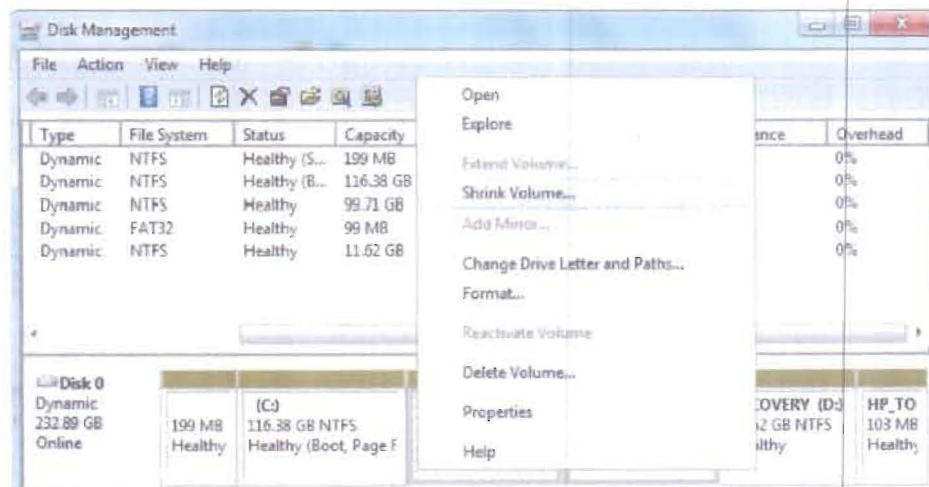 Disk Management
File Action View Help
Type File System Status Capacity Overhead
Dynamic NTFS Healthy (S... 199 MB 0%
Dynamic NTFS Healthy (B... 116.38 GB 0%
Dynamic NTFS Healthy 99.71 GB 0%
Dynamic FAT32 Healthy 99 MB 0%
Dynamic NTFS Healthy 11.62 GB 0%
Open
Explore
Extend Volume...
Shrink Volume...
Add Mirror...
Change Drive Letter and Paths...
Format...
Reactivate Volume
Delete Volume...
Properties
Help
Disk 0
Dynamic
232.89 GB
Online
199 MB
Healthy
(C:)
116.38 GB NTFS
Healthy (Boot, Page F
OVERY (D:)
62 GB NTFS
lthy
HP_TO
103 MB
Healthy